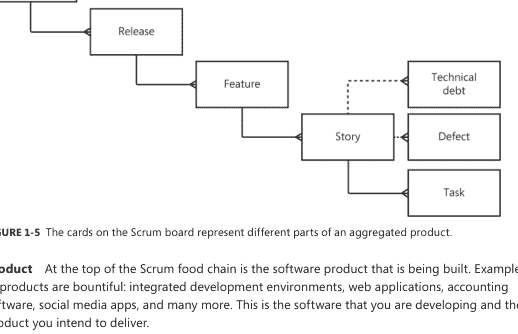 Release
Feature
Technical
debt
Story
Defect
Task
GURE 1-5 The cards on the Scrum board represent different parts of an aggregated product.
oduct At the top of the Scrum food chain is the software product that is being built. Example
products are bountiful: integrated development environments, web applications, accounting
ftware, social media apps, and many more. This is the software that you are developing and the
oduct you intend to deliver.